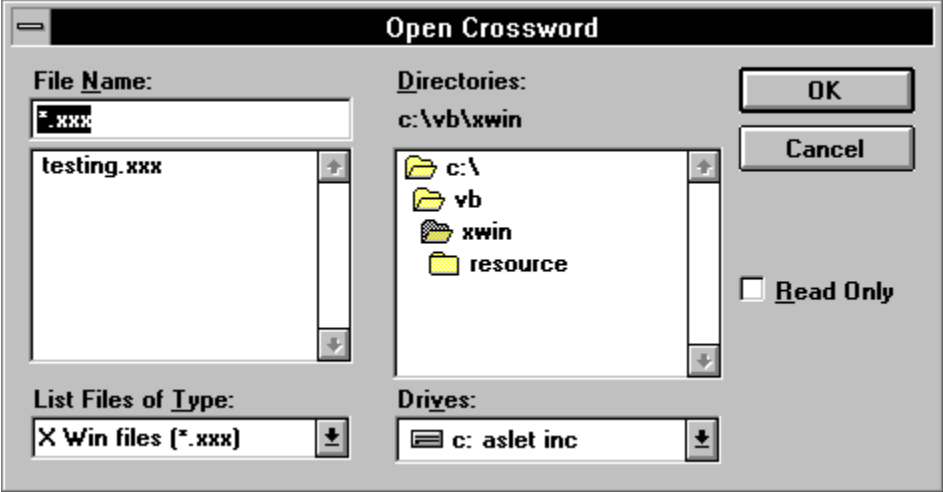 Open Crossword
File Name:
*.xxx
testing.xxx
List Files of Type:
X Win files (*.xxx)
Directories:
c:\vb\xwin
c:\
vb
xwin
resource
Drives:
c: aslet inc
OK
Cancel
Read Only